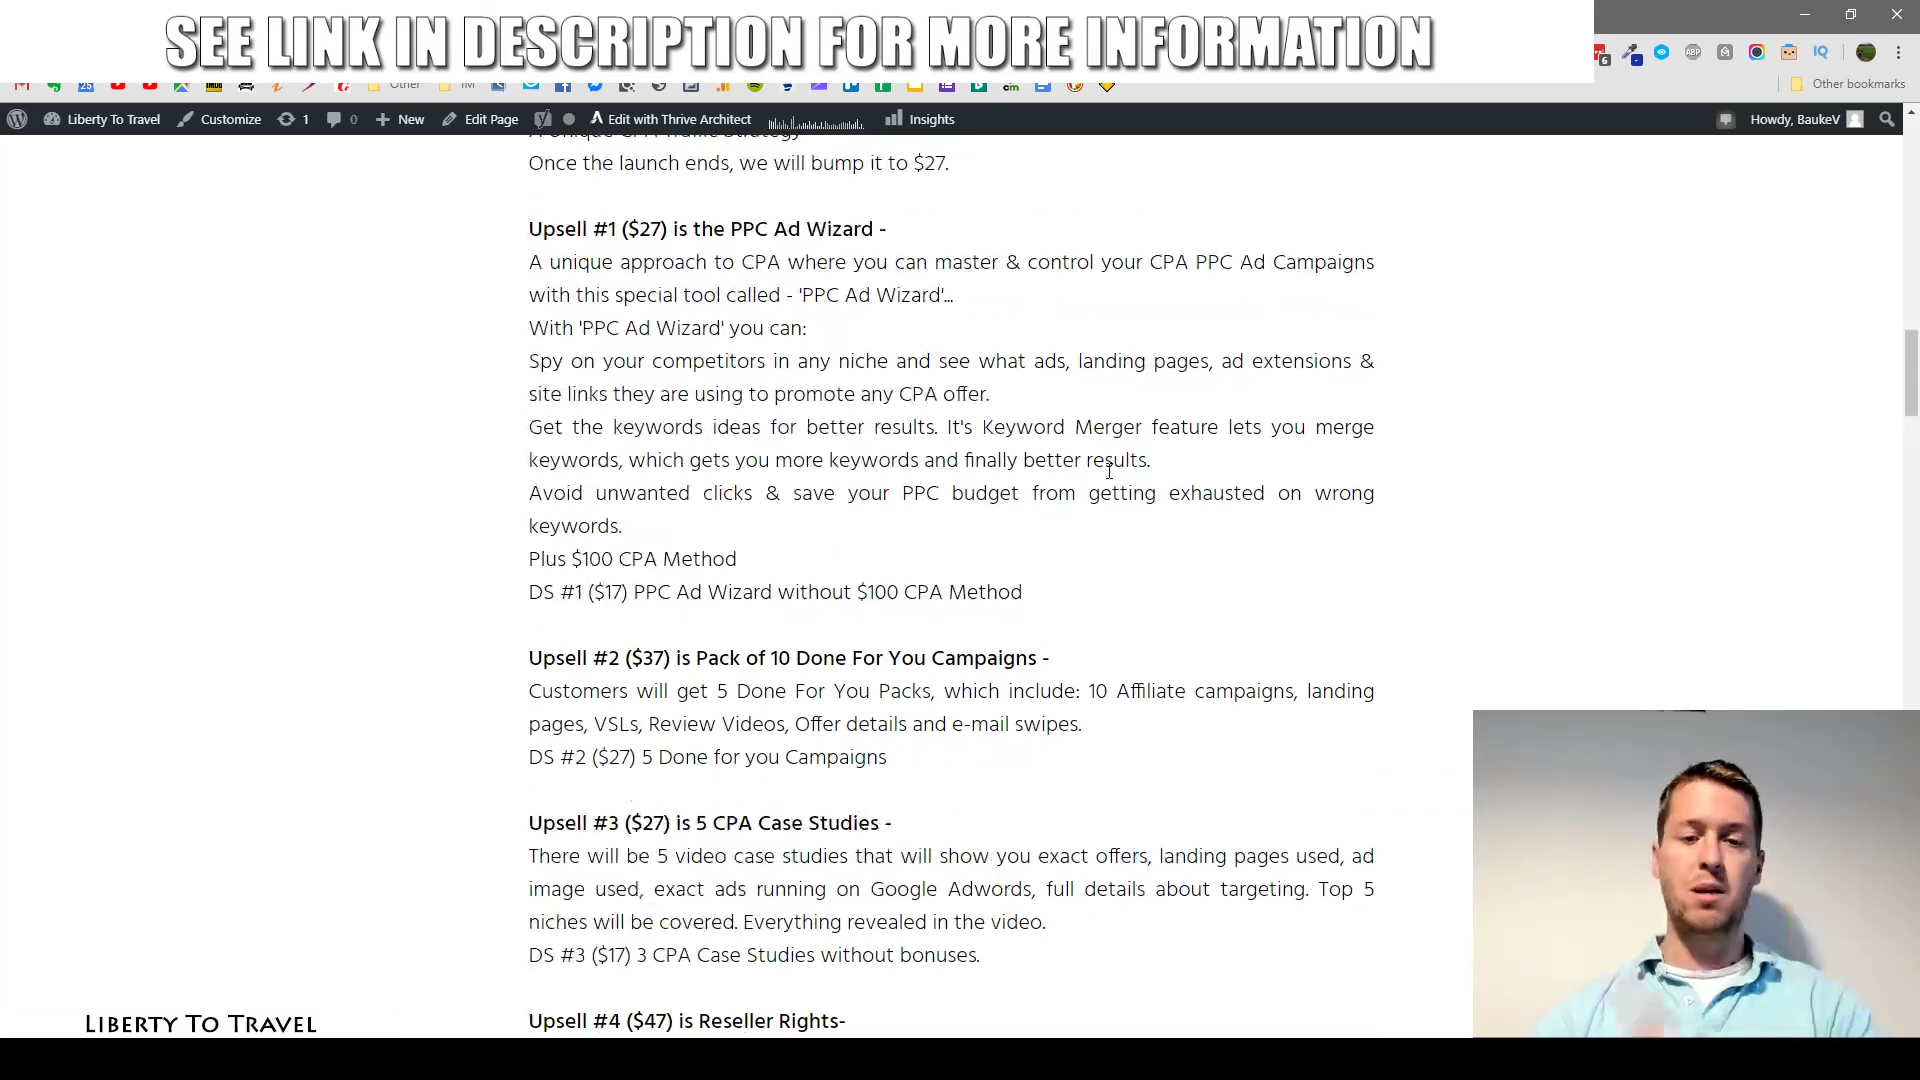 SEE LINK IN DESCRIPTION FOR MORE INFORMATION
6
ABP
IQ
25
Other
IM
cm
Other bookmarks
Liberty To Travel
Customize
1
0
New
Edit Page
Edit with Thrive Architect
Insights
Howdy, BaukeV
A Unique CPA Traffic Strategy
Once the launch ends, we will bump it to $27.
Upsell #1 ($27) is the PPC Ad Wizard -
A unique approach to CPA where you can master & control your CPA PPC Ad Campaigns
with this special tool called - 'PPC Ad Wizard'...
With 'PPC Ad Wizard' you can:
Spy on your competitors in any niche and see what ads, landing pages, ad extensions &
site links they are using to promote any CPA offer.
Get the keywords ideas for better results. It's Keyword Merger feature lets you merge
keywords, which gets you more keywords and finally better results.
Avoid unwanted clicks & save your PPC budget from getting exhausted on wrong
keywords.
Plus $100 CPA Method
DS #1 ($17) PPC Ad Wizard without $100 CPA Method
Upsell #2 ($37) is Pack of 10 Done For You Campaigns -
Customers will get 5 Done For You Packs, which include: 10 Affiliate campaigns, landing
pages, VSLs, Review Videos, Offer details and e-mail swipes.
DS #2 ($27) 5 Done for you Campaigns
Upsell #3 ($27) is 5 CPA Case Studies -
There will be 5 video case studies that will show you exact offers, landing pages used, ad
image used, exact ads running on Google Adwords, full details about targeting. Top 5
niches will be covered. Everything revealed in the video.
DS #3 ($17) 3 CPA Case Studies without bonuses.
Upsell #4 ($47) is Reseller Rights-
LIBERTY TO TRAVEL